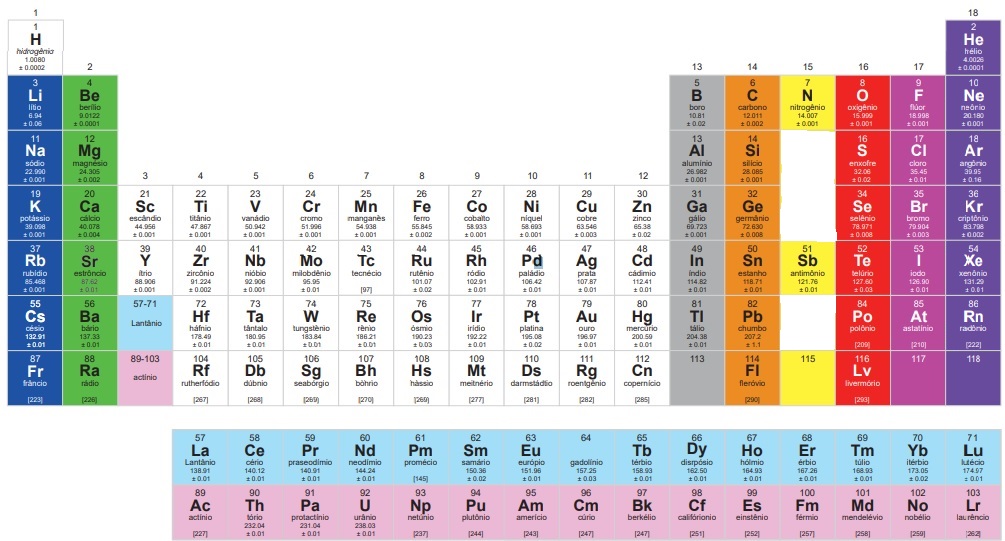 1 18
1 2
H He
hidrogênio hélio
1.0080 4.0026
± 0.0002 ± 0.0001
2 13 14 15 16 17
3 4 5 6 7 8 9 10
Li Be B C N O F Ne
lítio berílio boro carbono nitrogênio oxigênio flúor neônio
6.94 9.0122 10.81 12.011 14.007 15.999 18.998 20.180
± 0.06 ± 0.0001 ± 0.02 ± 0.002 ± 0.001 ± 0.001 ± 0.001 ± 0.001
11 12 13 14 16 17 18
Na Mg Al Si S Cl Ar
sódio magnésio alumínio silício enxofre cloro argônio
22.990 24.305 26.982 28.085 32.06 35.45 39.95
± 0.001 ± 0.002 ± 0.001 ± 0.001 ± 0.02 ± 0.01 ± 0.16
3 4 5 6 7 8 9 10 11 12
19 20 21 22 23 24 25 26 27 28 29 30 31 32 34 35 36
K Ca Sc Ti V Cr Mn Fe Co Ni Cu Zn Ga Ge Se Br Kr
potássio cálcio escândio titânio vanádio cromo manganês ferro cobalto níquel cobre zinco gálio germânio selênio bromo criptônio
39.098 40.078 44.956 47.867 50.942 51.996 54.938 55.845 58.933 58.693 63.546 65.38 69.723 72.630 78.971 79.904 83.798
± 0.001 ± 0.004 ± 0.001 ± 0.001 ± 0.001 ± 0.001 ± 0.001 ± 0.002 ± 0.001 ± 0.001 ± 0.003 ± 0.02 ± 0.001 ± 0.008 ± 0.008 ± 0.003 ± 0.002
37 38 39 40 41 42 43 44 45 46 47 48 49 50 51 52 53 54
Rb Sr Y Zr Nb Mo Tc Ru Rh Pd Ag Cd In Sn Sb Te I Xe
rubídio estrôncio ítrio zircônio nióbio milobdênio tecnécio rutênio ródio paládio prata cádimio índio estanho antimônio telúrio iodo xenônio
85.468 87.62 88.906 91.224 92.906 95.95 [97] 101.07 102.91 106.42 107.87 112.41 114.82 118.71 121.76 127.60 126.90 131.29
± 0.001 ± 0.01 ± 0.001 ± 0.002 ± 0.001 ± 0.01 ± 0.02 ± 0.01 ± 0.01 ± 0.01 ± 0.01 ± 0.01 ± 0.01 ± 0.01 ± 0.03 ± 0.01 ± 0.01
55 56 57-71 72 73 74 75 76 77 78 79 80 81 82 84 85 86
Cs Ba Hf Ta W Re Os Ir Pt Au Hg Tl Pb Po At Rn
césio bário Lantânio háfnio tântalo tungstênio rênio ósmio irídio platina ouro mercúrio tálio chumbo polônio astatínio radônio
132.91 137.33 178.49 180.95 183.84 186.21 190.23 192.22 195.08 196.97 200.59 204.38 207.2 [209] [210] [222]
± 0.01 ± 0.01 ± 0.01 ± 0.01 ± 0.01 ± 0.01 ± 0.03 ± 0.01 ± 0.02 ± 0.01 ± 0.01 ± 0.01 ± 1.1
87 88 89-103 104 105 106 107 108 109 110 111 112 113 114 115 116 117 118
Fr Ra Rf Db Sg Bh Hs Mt Ds Rg Cn Fl Lv
frâncio rádio actínio rutherfódio dúbnio seabórgio bóhrio hássio meitnério darmstádtio roentgênio copernício fleróvio livermório
[223] [226] [267] [268] [269] [270] [269] [277] [281] [282] [285] [290] [293]
57 58 59 60 61 62 63 64 65 66 67 68 69 70 71
La Ce Pr Nd Pm Sm Eu Tb Dy Ho Er Tm Yb Lu
Lantânio cério praseodímio neodímio promécio samário európio gadolínio térbio disrpósio hólmio érbio túlio itérbio lutécio
138.91 140.12 140.91 144.24 [145] 150.36 151.96 157.25 158.93 162.50 164.93 167.26 168.93 173.05 174.97
± 0.01 ± 0.01 ± 0.01 ± 0.01 ± 0.02 ± 0.01 ± 0.03 ± 0.01 ± 0.01 ± 0.01 ± 0.01 ± 0.01 ± 0.02 ± 0.01
89 90 91 92 93 94 95 96 97 98 99 100 101 102 103
Ac Th Pa U Np Pu Am Cm Bk Cf Es Fm Md No Lr
actínio tório protactínio urânio netúnio plutônio amerício cúrio berkélio califórionio einstênio férmio mendelévio nobélio laurêncio
[227] 232.04 231.04 238.03 [237] [244] [243] [247] [247] [251] [252] [257] [258] [259] [262]
± 0.01 ± 0.01 ± 0.01